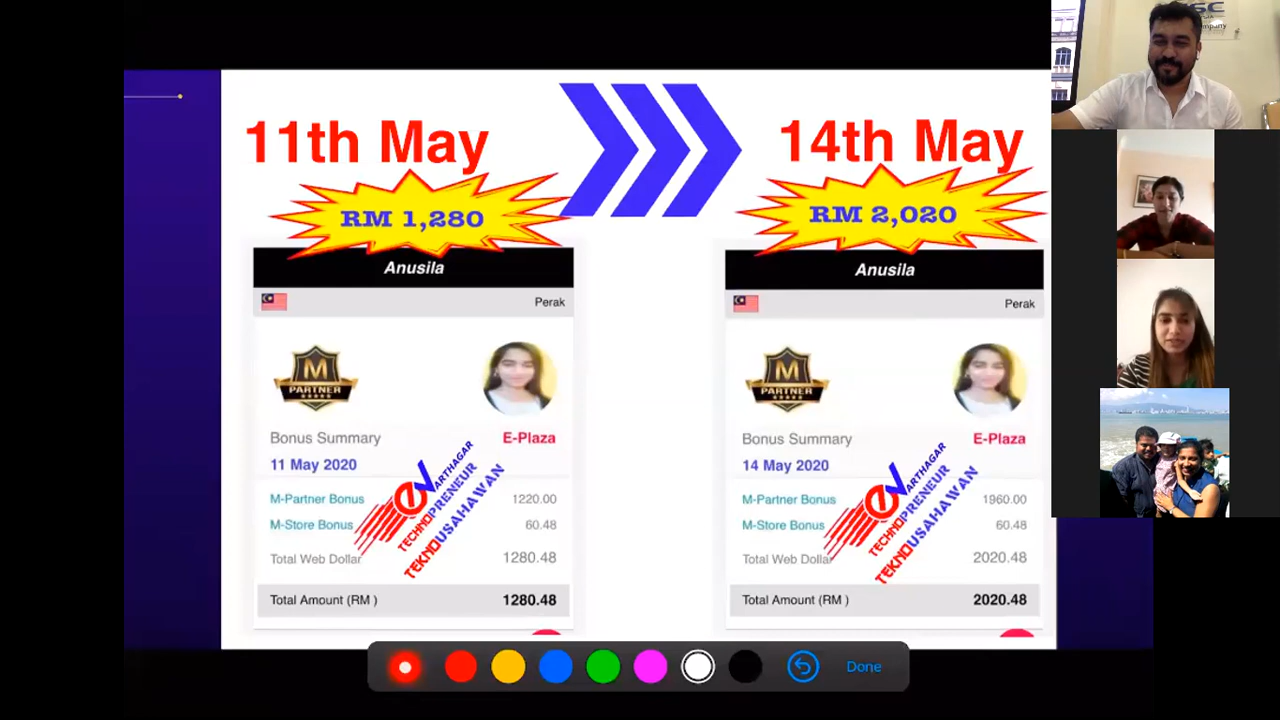 11th May
RM 1,280
Anusila
Perak
M
PARTNER
Bonus Summary
E-Plaza
11 May 2020
M-Partner Bonus 1220.00
M-Store Bonus 60.48
Total Web Dollar 1280.48
Total Amount (RM ) 1280.48
eVARTHAGAR
TECHNOPRENEUR
TEKNOUSAHAWAN
14th May
RM 2,020
Anusila
Perak
M
PARTNER
Bonus Summary
E-Plaza
14 May 2020
M-Partner Bonus 1960.00
M-Store Bonus 60.48
Total Web Dollar 2020.48
Total Amount (RM ) 2020.48
eVARTHAGAR
TECHNOPRENEUR
TEKNOUSAHAWAN
Done